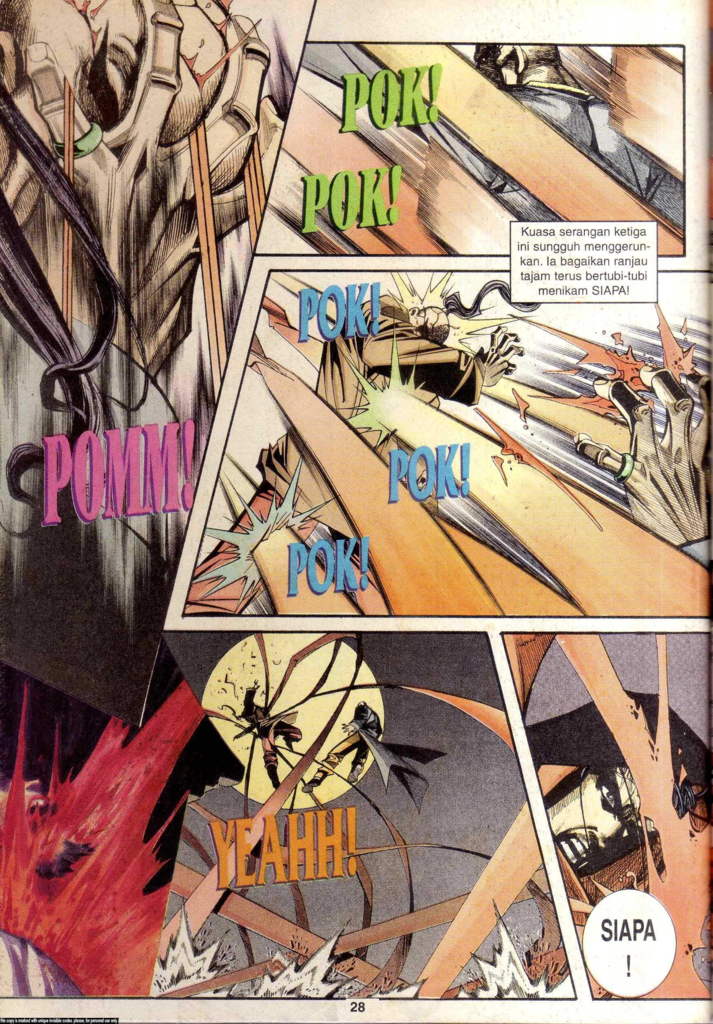 POK!
POK!
Kuasa serangan ketiga
ini sungguh menggerun-
kan. Ia bagaikan ranjau
tajam terus bertubi-tubi
menikam SIAPA!
POK!
POMM!
POK!
POK!
YEAHH!
SIAPA
!
28